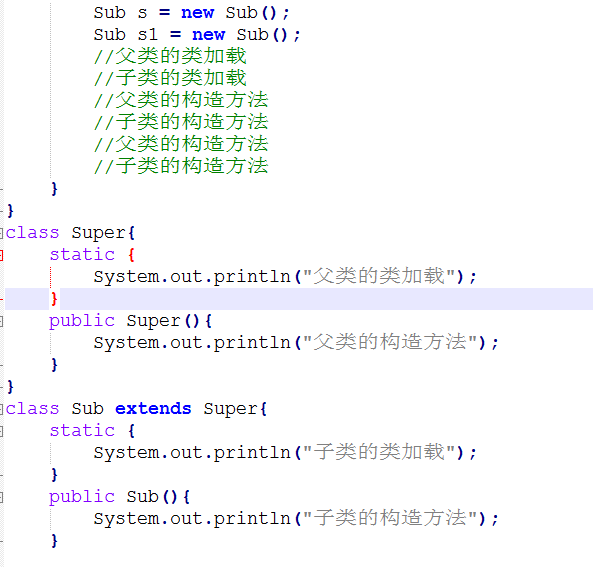 Sub s = new Sub();
Sub s1 = new Sub();
//父类的类加载
//子类的类加载
//父类的构造方法
//子类的构造方法
//父类的构造方法
//子类的构造方法
}
}
class Super{
static {
System.out.println("父类的类加载");
}
public Super(){
System.out.println("父类的构造方法");
}
}
class Sub extends Super{
static {
System.out.println("子类的类加载");
}
public Sub(){
System.out.println("子类的构造方法");
}